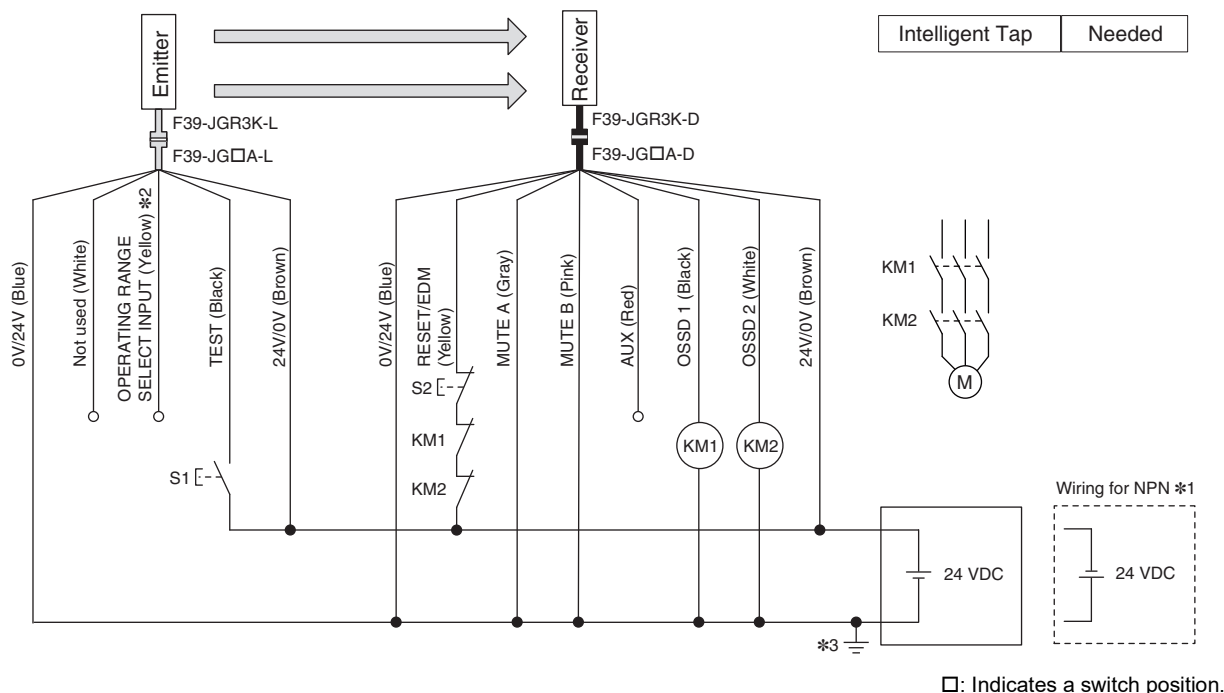 Emitter
Receiver
Intelligent Tap
Needed
F39-JGR3K-L
F39-JG□A-L
F39-JGR3K-D
F39-JG□A-D
0V/24V (Blue)
Not used (White)
OPERATING RANGE
SELECT INPUT (Yellow) ✻2
TEST (Black)
24V/0V (Brown)
0V/24V (Blue)
RESET/EDM
(Yellow)
MUTE A (Gray)
MUTE B (Pink)
AUX (Red)
OSSD 1 (Black)
OSSD 2 (White)
24V/0V (Brown)
KM1
KM2
M
S2
KM1
KM2
KM1
KM2
S1
Wiring for NPN ✻1
24 VDC
24 VDC
✻3
□: Indicates a switch position.